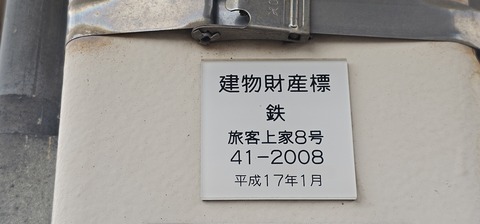 建物財産標
鉄
旅客上家8号
41-2008
平成17年1月